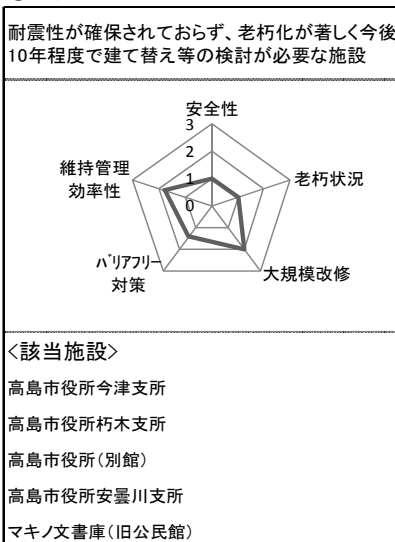 耐震性が確保されておらず、老朽化が著しく今後
10年程度で建て替え等の検討が必要な施設
安全性
3
2
1
0
維持管理
効率性
老朽状況
バリアフリー
対策
大規模改修
<該当施設>
高島市役所今津支所
高島市役所朽木支所
高島市役所(別館)
高島市役所安曇川支所
マキノ文書庫(旧公民館)